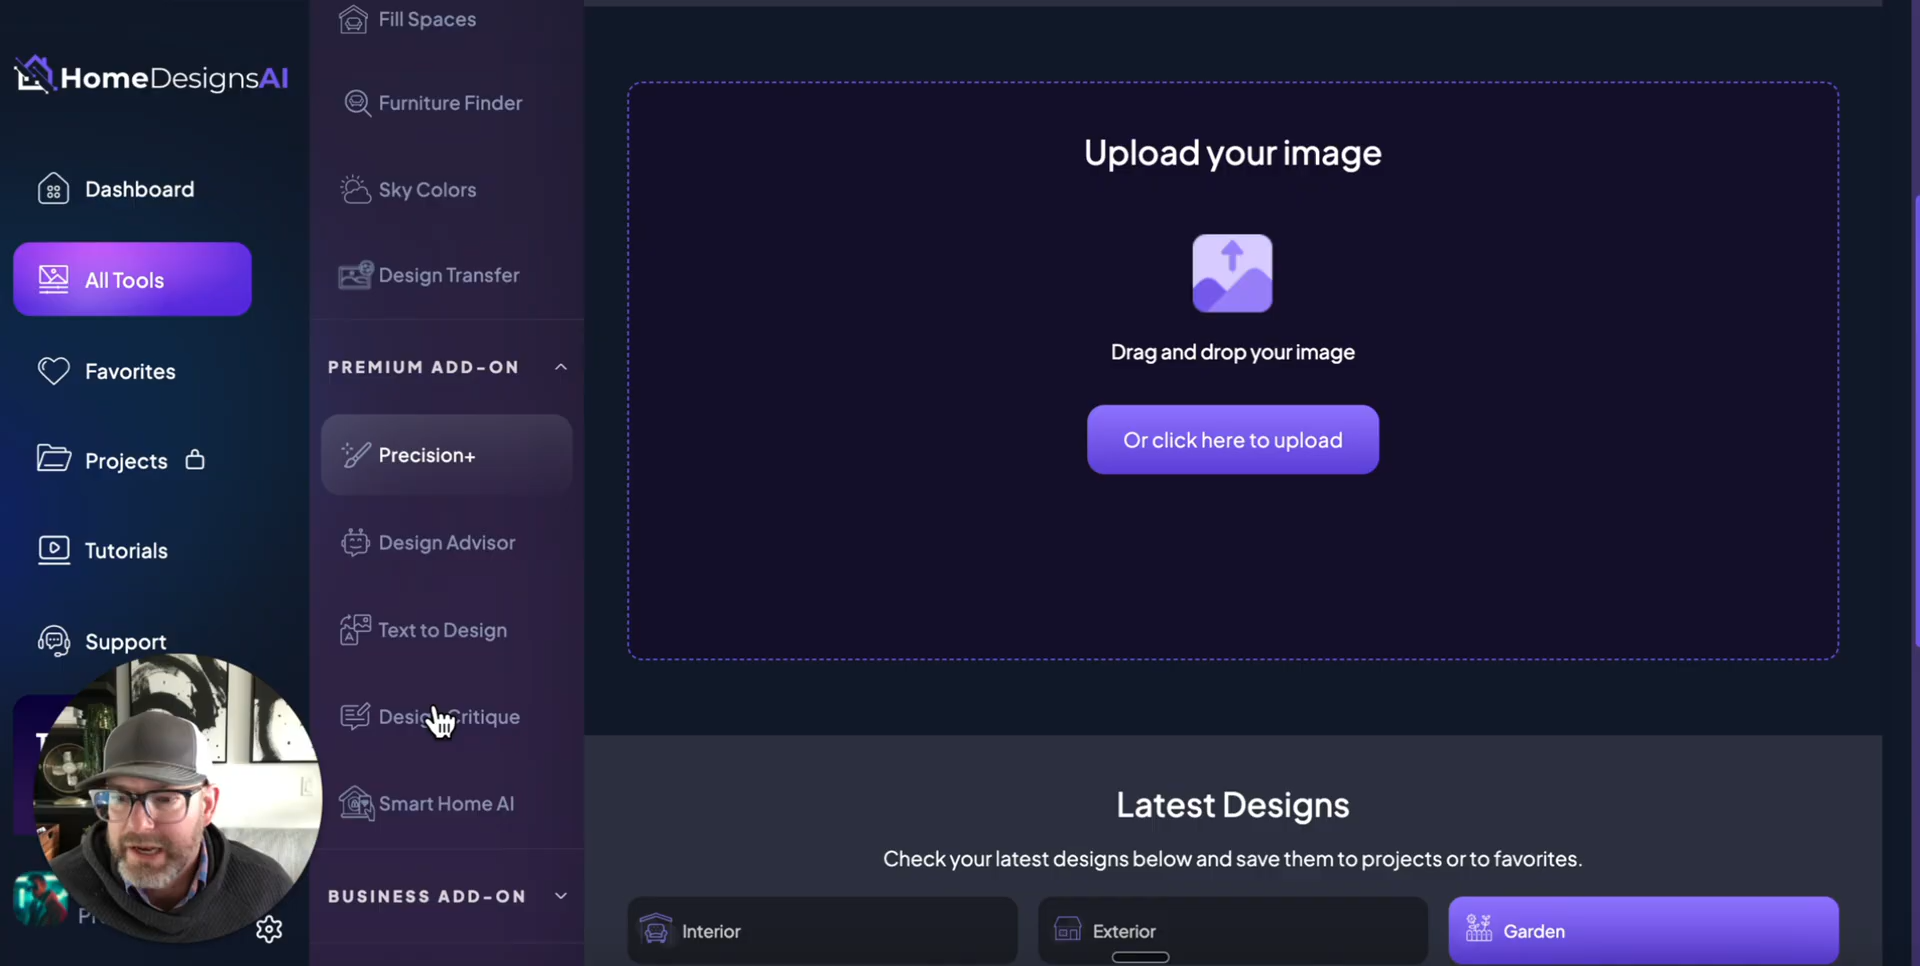 HomeDesignsAI
Dashboard
All Tools
Favorites
Projects
Tutorials
Support
Fill Spaces
Furniture Finder
Sky Colors
Design Transfer
PREMIUM ADD-ON
Precision+
Design Advisor
Text to Design
Design Critique
Smart Home AI
BUSINESS ADD-ON
Upload your image
Drag and drop your image
Or click here to upload
Latest Designs
Check your latest designs below and save them to projects or to favorites.
Interior
Exterior
Garden